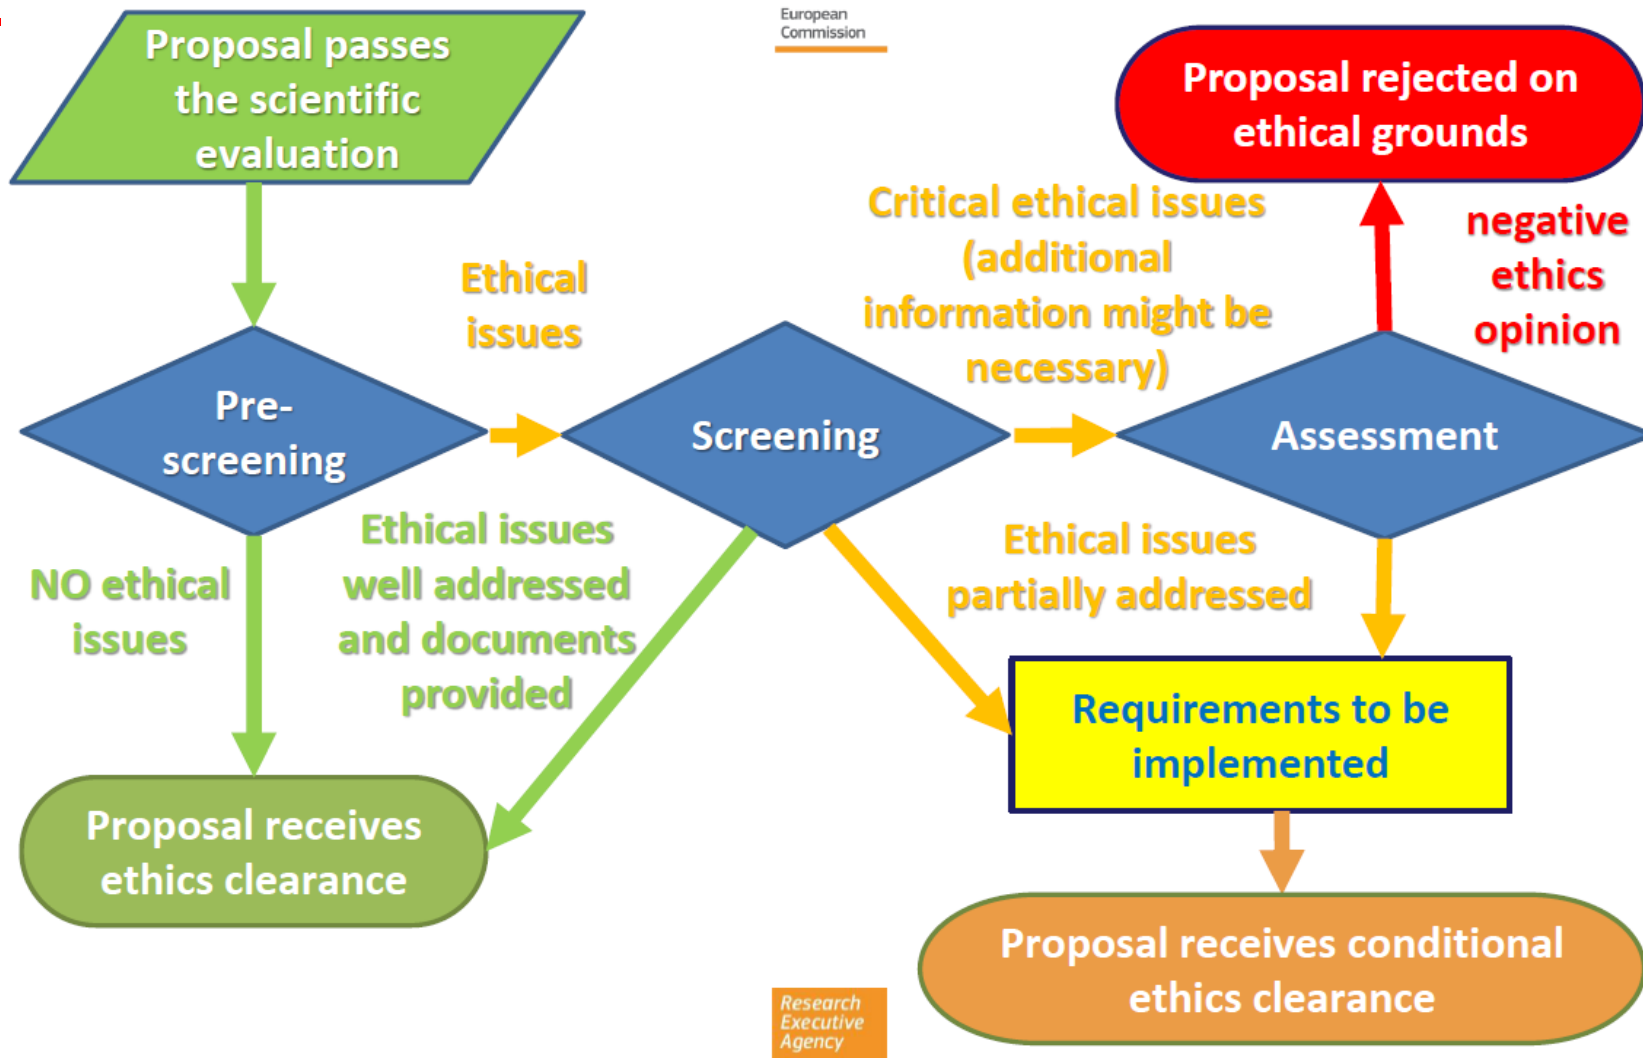 European
Commission
Proposal passes
the scientific
evaluation
Proposal rejected on
ethical grounds
Critical ethical issues
(additional
information might be
necessary)
negative
ethics
opinion
Ethical
issues
Pre-
screening
Screening
Assessment
Ethical issues
well addressed
and documents
provided
Ethical issues
partially addressed
NO ethical
issues
Requirements to be
implemented
Proposal receives
ethics clearance
Proposal receives conditional
ethics clearance
Research
Executive
Agency